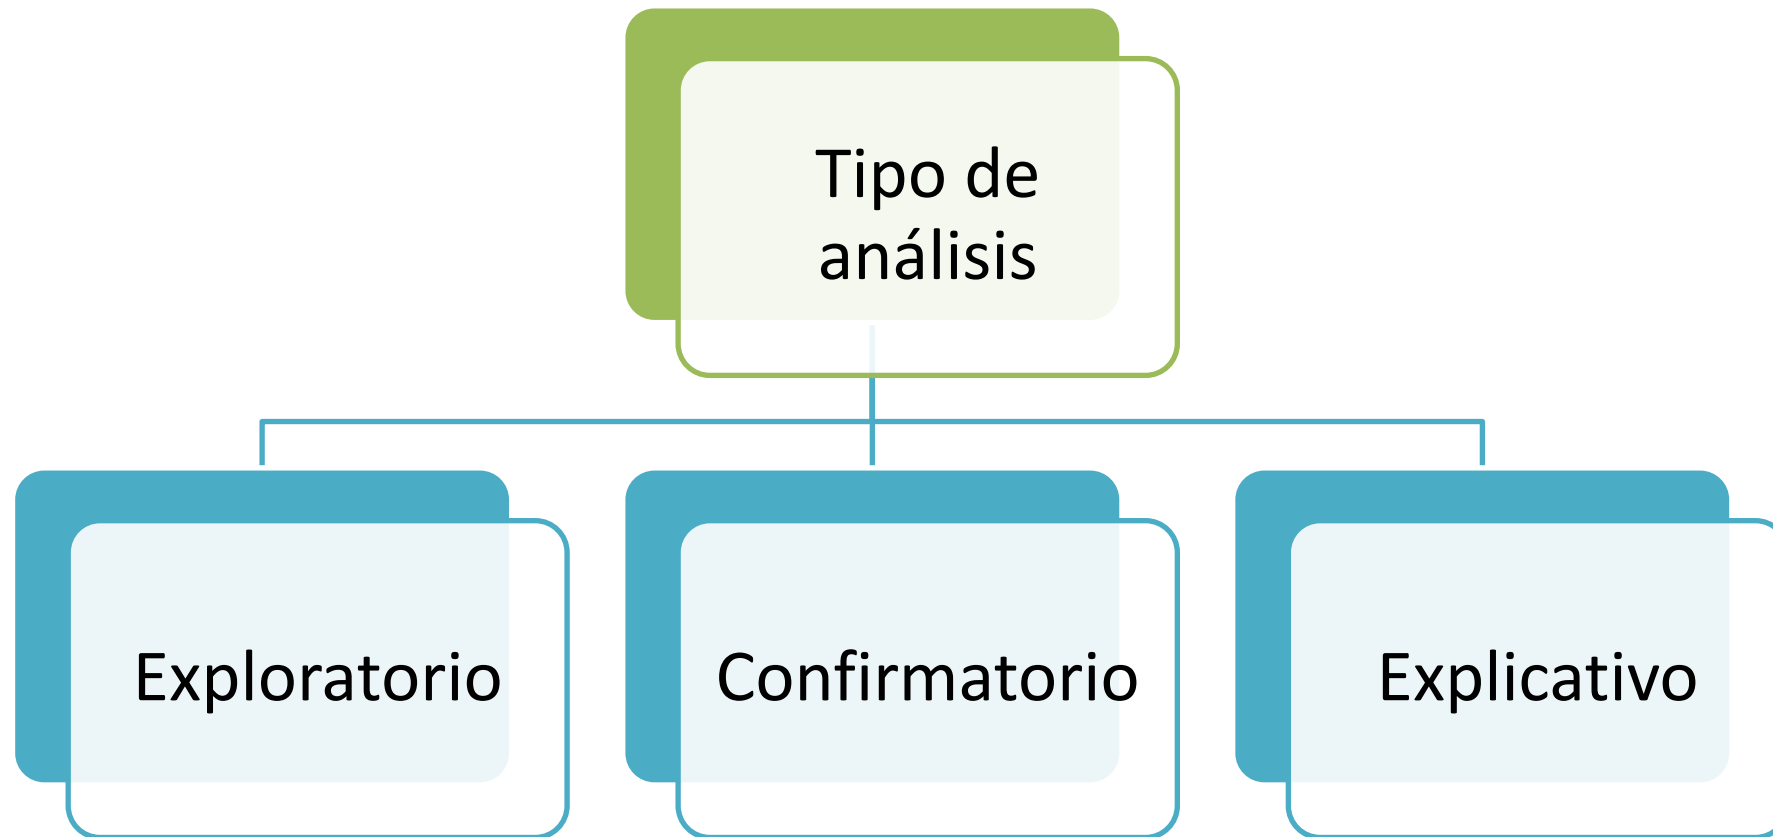 Tipo de
análisis
Exploratorio
Confirmatorio
Explicativo